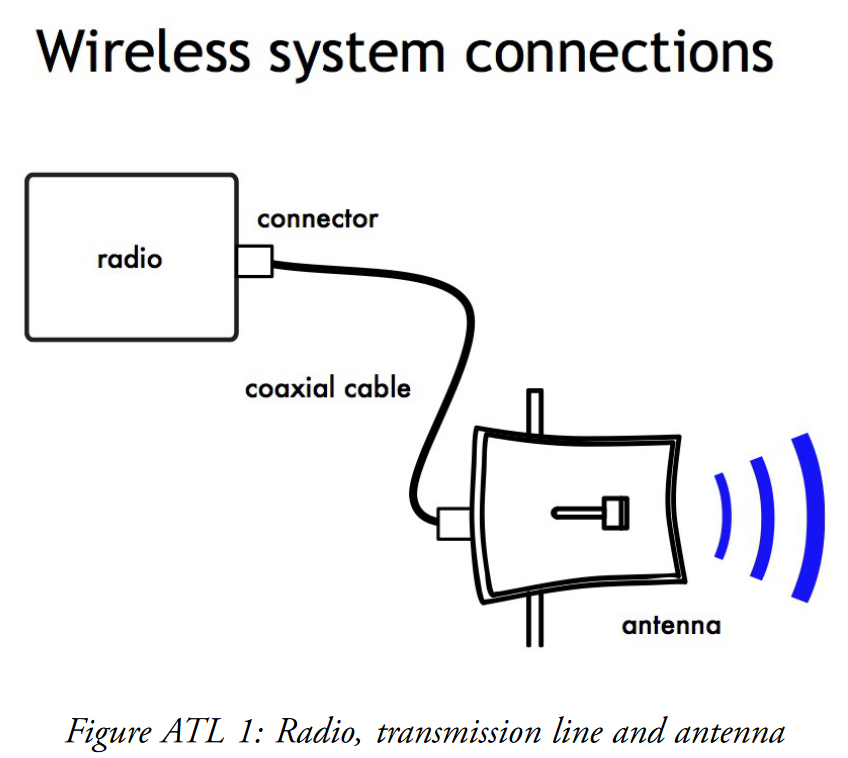 Wireless system connections
connector
radio
coaxial cable
antenna
Figure ATL 1: Radio, transmission line and antenna